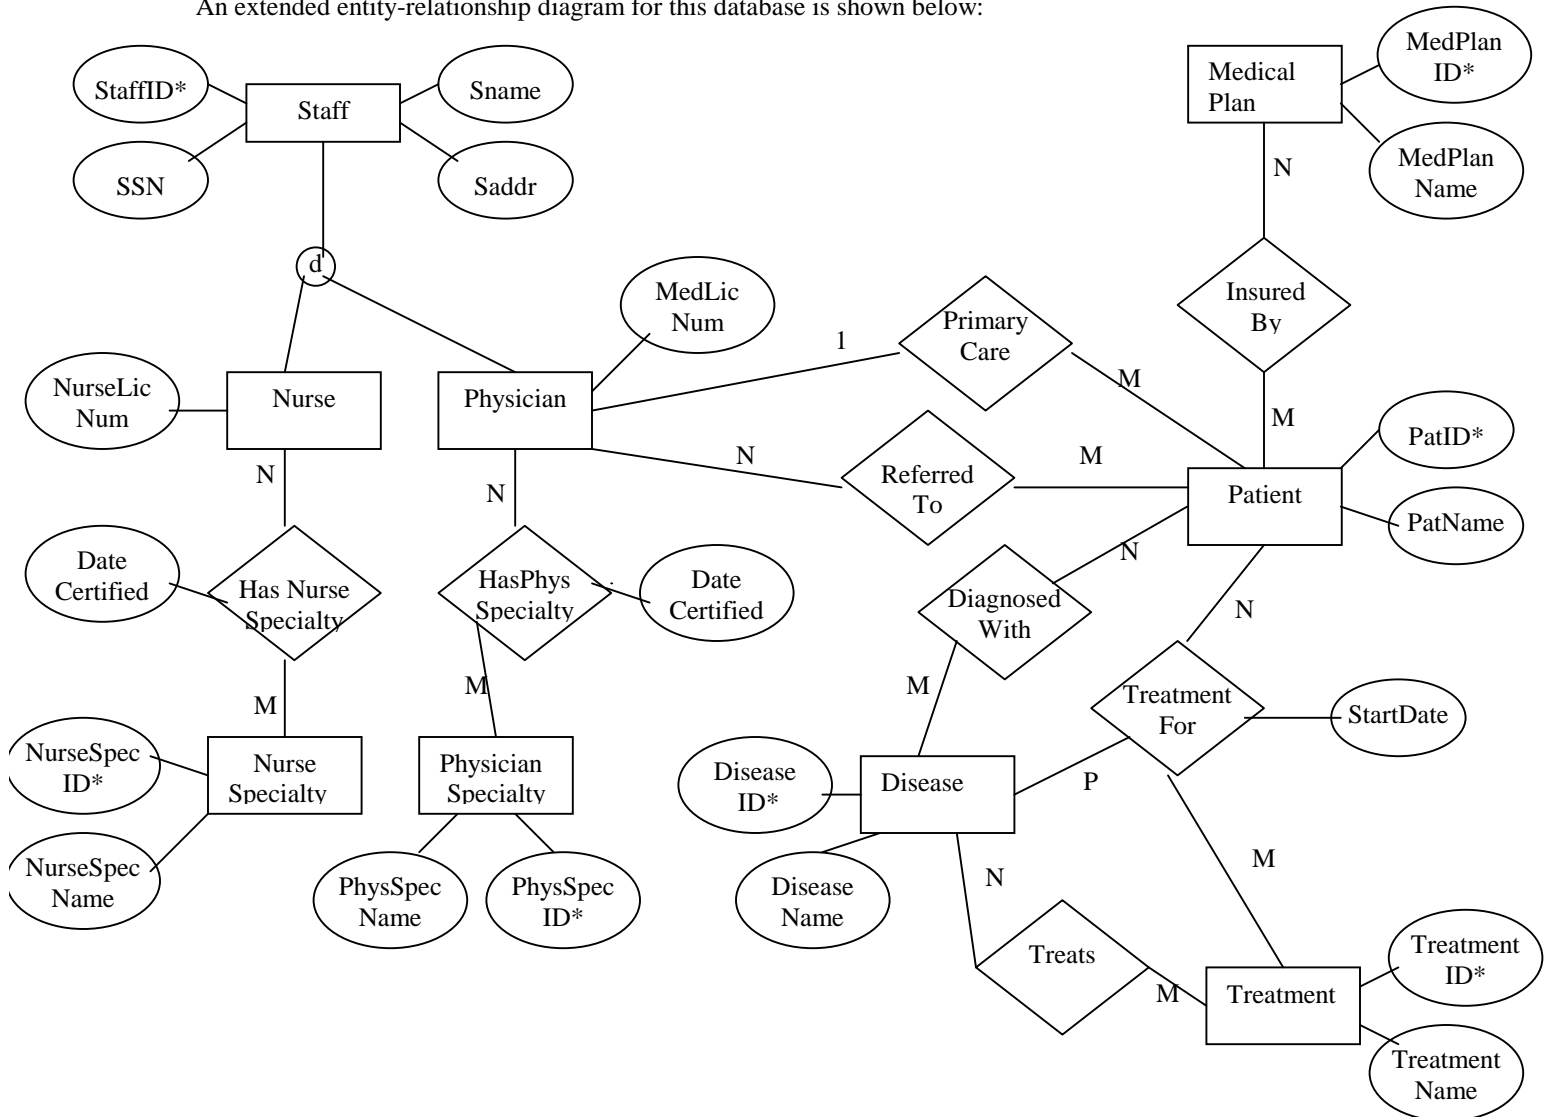 An extended entity-relationship diagram for this database is shown below:
MedPlan
ID*
Medical
Plan
StaffID*
Staff
Sname
SSN
Saddr
MedPlan
Name
N
d
MedLic
Num
Insured
By
Primary
Care
1
M
NurseLic
Num
Nurse
Physician
M
PatID*
N
N
N
M
Referred
To
Patient
PatName
Date
Certified
Has Nurse
Specialty
HasPhys
Specialty
.
Date
Certified
N
Diagnosed
With
N
M
M
M
Treatment
For
StartDate
NurseSpec
ID*
Nurse
Specialty
Physician
Specialty
Disease
ID*
Disease
P
NurseSpec
Name
PhysSpec
Name
PhysSpec
ID*
Disease
Name
N
M
Treats
M
Treatment
Treatment
ID*
Treatment
Name